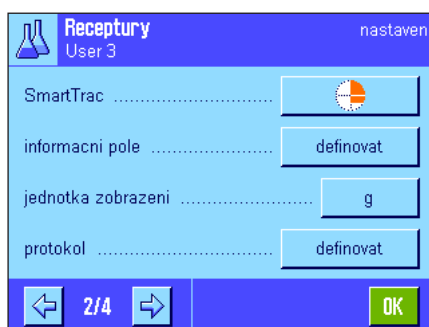 Receptury nastaven
User 3
SmartTrac ............................
informacni pole ..................... definovat
jednotka zobrazeni ...................... g
protokol .............................. definovat
2/4 OK